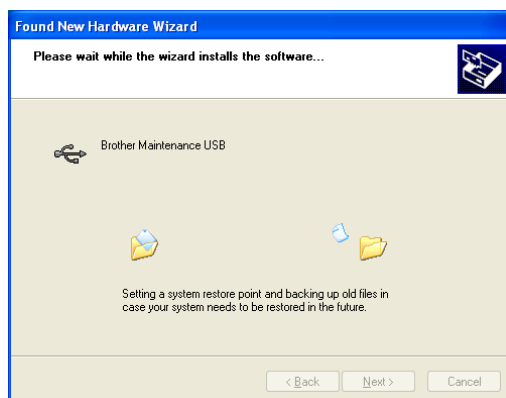 Found New Hardware Wizard
Please wait while the wizard installs the software...
Brother Maintenance USB
Setting a system restore point and backing up old files in
case your system needs to be restored in the future.
< Back Next > Cancel